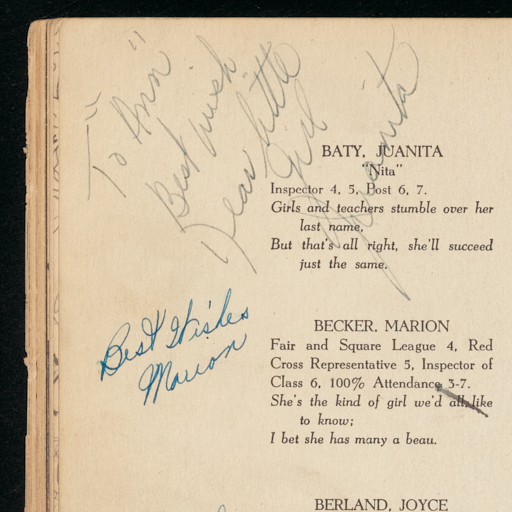 To "Ann"
Best wish
Dear little
Girl
Juanita
BATY, JUANITA
"Nita"
Inspector 4, 5, Post 6, 7.
Girls and teachers stumble over her
last name,
But that's all right, she'll succeed
just the same.
Best Wishes
Marion
BECKER, MARION
Fair and Square League 4, Red
Cross Representative 5, Inspector of
Class 6, 100% Attendance 3-7.
She's the kind of girl we'd all like
to know;
I bet she has many a beau.
BERLAND, JOYCE